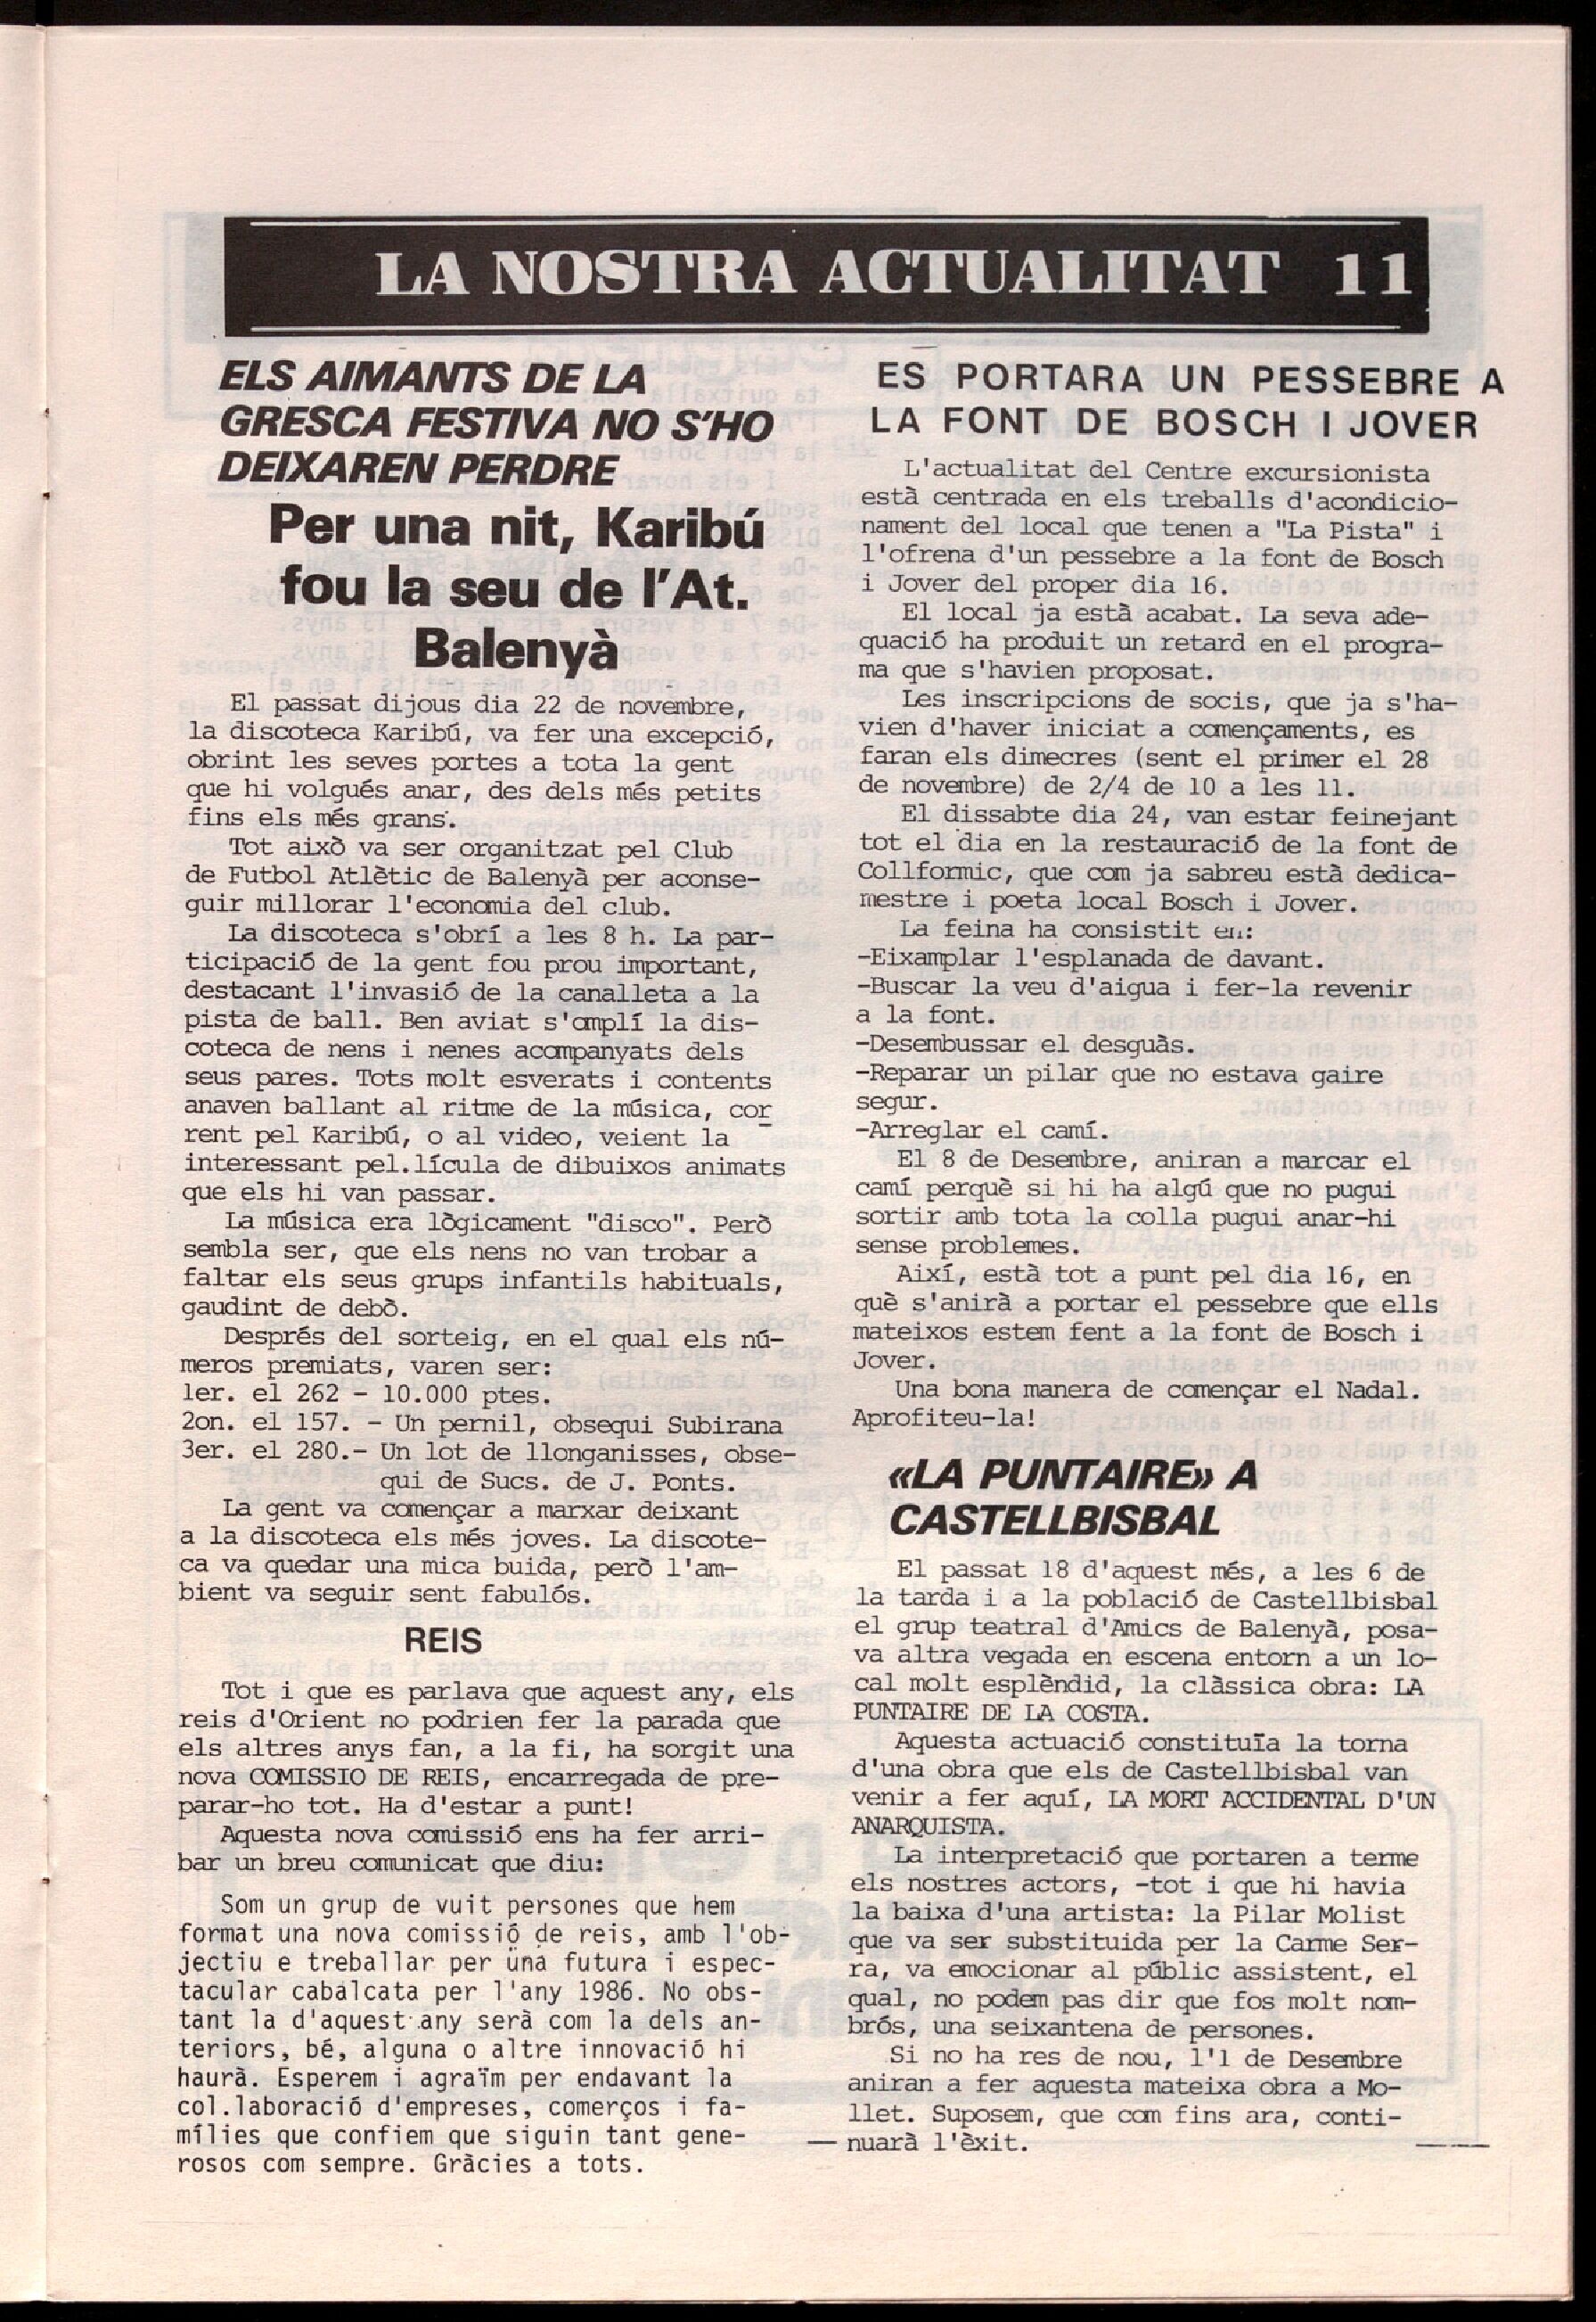 LA NOSTRA ACTUALITAT 11
ELS AIMANTS DE LA
GRESCA FESTIVA NO S'HO
DEIXAREN PERDRE
Per una nit, Karibú
fou la seu de l'At.
Balenyà
El passat dijous dia 22 de novembre,
la discoteca Karibú, va fer una excepció,
obrint les seves portes a tota la gent
que hi volgués anar, des dels més petits
fins els més grans.
Tot això va ser organitzat pel Club
de Futbol Atlètic de Balenyà per aconse-
guir millorar l'economia del club.
La discoteca s'obrí a les 8 h. La par-
ticipació de la gent fou prou important,
destacant l'invasió de la canalleta a la
pista de ball. Ben aviat s'omplí la dis-
coteca de nens i nenes acompanyats dels
seus pares. Tots molt esverats i contents
anaven ballant al ritme de la música, cor
rent pel Karibú, o al video, veient la
interessant pel.lícula de dibuixos animats
que els hi van passar.
La música era lògicament "disco". Però
sembla ser, que els nens no van trobar a
faltar els seus grups infantils habituals,
gaudint de debò.
Després del sorteig, en el qual els nú-
meros premiats, varen ser:
1er. el 262 - 10.000 ptes.
2on. el 157. - Un pernil, obsequi Subirana
3er. el 280.- Un lot de llonganisses, obse-
qui de Sucs. de J. Ponts.
La gent va començar a marxar deixant
a la discoteca els més joves. La discote-
ca va quedar una mica buida, però l'am-
bient va seguir sent fabulós.
REIS
Tot i que es parlava que aquest any, els
reis d'Orient no podrien fer la parada que
els altres anys fan, a la fi, ha sorgit una
nova COMISSIO DE REIS, encarregada de pre-
parar-ho tot. Ha d'estar a punt!
Aquesta nova comissió ens ha fer arri-
bar un breu comunicat que diu:
Som un grup de vuit persones que hem
format una nova comissió de reis, amb l'ob-
jectiu e treballar per una futura i espec-
tacular cabalcata per l'any 1986. No obs-
tant la d'aquest any serà com la dels an-
teriors, bé, alguna o altre innovació hi
haurà. Esperem i agraïm per endavant la
col.laboració d'empreses, comerços i fa-
mílies que confiem que siguin tant gene-
rosos com sempre. Gràcies a tots.
ES PORTARA UN PESSEBRE A
LA FONT DE BOSCH I JOVER
L'actualitat del Centre excursionista
està centrada en els treballs d'acondicio-
nament del local que tenen a "La Pista" i
l'ofrena d'un pessebre a la font de Bosch
i Jover del proper dia 16.
El local ja està acabat. La seva ade-
quació ha produit un retard en el progra-
ma que s'havien proposat.
Les inscripcions de socis, que ja s'ha-
vien d'haver iniciat a començaments, es
faran els dimecres (sent el primer el 28
de novembre) de 2/4 de 10 a les 11.
El dissabte dia 24, van estar feinejant
tot el dia en la restauració de la font de
Collformic, que com ja sabreu està dedica-
mestre i poeta local Bosch i Jover.
La feina ha consistit en:
-Eixamplar l'esplanada de davant.
-Buscar la veu d'aigua i fer-la revenir
a la font.
-Desembussar el desguàs.
-Reparar un pilar que no estava gaire
segur.
-Arreglar el camí.
El 8 de Desembre, aniran a marcar el
camí perquè si hi ha algú que no pugui
sortir amb tota la colla pugui anar-hi
sense problemes.
Així, està tot a punt pel dia 16, en
què s'anirà a portar el pessebre que ells
mateixos estem fent a la font de Bosch i
Jover.
Una bona manera de començar el Nadal.
Aprofiteu-la!
«LA PUNTAIRE» A
CASTELLBISBAL
El passat 18 d'aquest més, a les 6 de
la tarda i a la població de Castellbisbal
el grup teatral d'Amics de Balenyà, posa-
va altra vegada en escena entorn a un lo-
cal molt esplèndid, la clàssica obra: LA
PUNTAIRE DE LA COSTA.
Aquesta actuació constituïa la torna
d'una obra que els de Castellbisbal van
venir a fer aquí, LA MORT ACCIDENTAL D'UN
ANARQUISTA.
La interpretació que portaren a terme
els nostres actors, -tot i que hi havia
la baixa d'una artista: la Pilar Molist
que va ser substituida per la Carme Ser-
ra, va emocionar al públic assistent, el
qual, no podem pas dir que fos molt nom-
brós, una seixantena de persones.
Si no ha res de nou, l'1 de Desembre
aniran a fer aquesta mateixa obra a Mo-
llet. Suposem, que com fins ara, conti-
nuarà l'èxit.